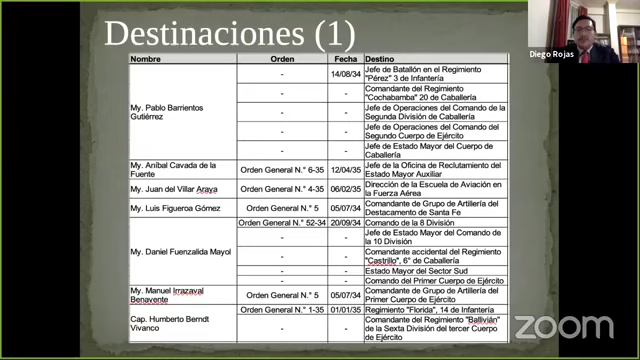 Destinaciones (1)
Diego Rojas
Nombre Orden Fecha Destino
My. Pablo Barrientos
Gutiérrez
- 14/08/34 Jefe de Batallón en el Regimiento
"Pérez" 3 de Infantería
- - Comandante del Regimiento
"Cochabamba" 20 de Caballería
- - Jefe de Operaciones del Comando de la
Segunda División de Caballería
- - Jefe de Operaciones del Comando del
Segundo Cuerpo de Ejército
- - Jefe de Estado Mayor del Cuerpo de
Caballería
My. Aníbal Cavada de la
Fuente
Orden General N.° 6-35 12/04/35 Jefe de la Oficina de Reclutamiento del
Estado Mayor Auxiliar
My. Juan del Villar Araya Orden General N.° 4-35 06/02/35 Dirección de la Escuela de Aviación en
la Fuerza Aérea
My. Luis Figueroa Gómez Orden General N.° 5 05/07/34 Comandante de Grupo de Artillería del
Destacamento de Santa Fe
My. Daniel Fuenzalida Mayol
Orden General N.° 52-34 20/09/34 Comando de la 8 División
- - Jefe de Estado Mayor del Comando de
la 10 División
- - Comandante accidental del Regimiento
"Castrillo", 6° de Caballería
- - Estado Mayor del Sector Sud
- - Comando del Primer Cuerpo de Ejército
My. Manuel Irrazaval
Benavente
Orden General N.° 5 05/07/34 Comandante de Grupo de Artillería del
Primer Cuerpo de Ejército
Cap. Humberto Berndt
Vivanco
Orden General N.° 1-35 01/01/35 Regimiento "Florida", 14 de Infantería
- - Comandante del Regimiento "Ballivián"
de la Sexta División del tercer Cuerpo
de Ejército
zoom